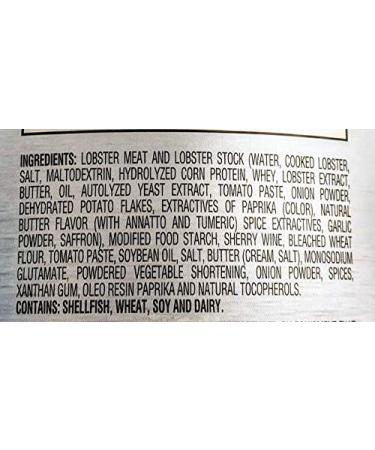 INGREDIENTS: LOBSTER MEAT AND LOBSTER STOCK (WATER, COOKED LOBSTER,
SALT, MALTODEXTRIN, HYDROLYZED CORN PROTEIN, WHEY, LOBSTER EXTRACT,
BUTTER, OIL, AUTOLYZED YEAST EXTRACT, TOMATO PASTE, ONION POWDER,
DEHYDRATED POTATO FLAKES, EXTRACTIVES OF PAPRIKA (COLOR), NATURAL
BUTTER FLAVOR (WITH ANNATTO AND TUMERIC) SPICE EXTRACTIVES, GARLIC
POWDER, SAFFRON), MODIFIED FOOD STARCH, SHERRY WINE, BLEACHED WHEAT
FLOUR, TOMATO PASTE, SOYBEAN OIL, SALT, BUTTER (CREAM, SALT), MONOSODIUM
GLUTAMATE, POWDERED VEGETABLE SHORTENING, ONION POWDER, SPICES,
XANTHAN GUM, OLEO RESIN PAPRIKA AND NATURAL TOCOPHEROLS.
CONTAINS: SHELLFISH, WHEAT, SOY AND DAIRY.